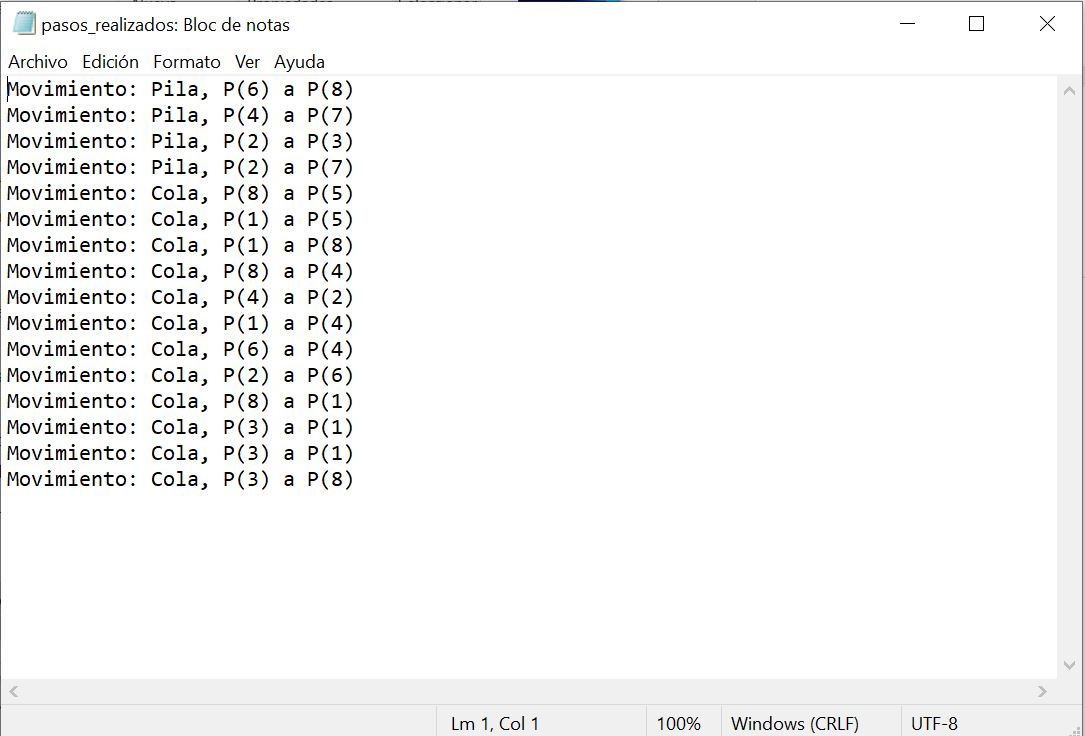 pasos_realizados: Bloc de notas
Archivo Edición Formato Ver Ayuda
Movimiento: Pila, P(6) a P(8)
Movimiento: Pila, P(4) a P(7)
Movimiento: Pila, P(2) a P(3)
Movimiento: Pila, P(2) a P(7)
Movimiento: Cola, P(8) a P(5)
Movimiento: Cola, P(1) a P(5)
Movimiento: Cola, P(1) a P(8)
Movimiento: Cola, P(8) a P(4)
Movimiento: Cola, P(4) a P(2)
Movimiento: Cola, P(1) a P(4)
Movimiento: Cola, P(6) a P(4)
Movimiento: Cola, P(2) a P(6)
Movimiento: Cola, P(8) a P(1)
Movimiento: Cola, P(3) a P(1)
Movimiento: Cola, P(3) a P(1)
Movimiento: Cola, P(3) a P(8)
Lm 1, Col 1 100% Windows (CRLF) UTF-8